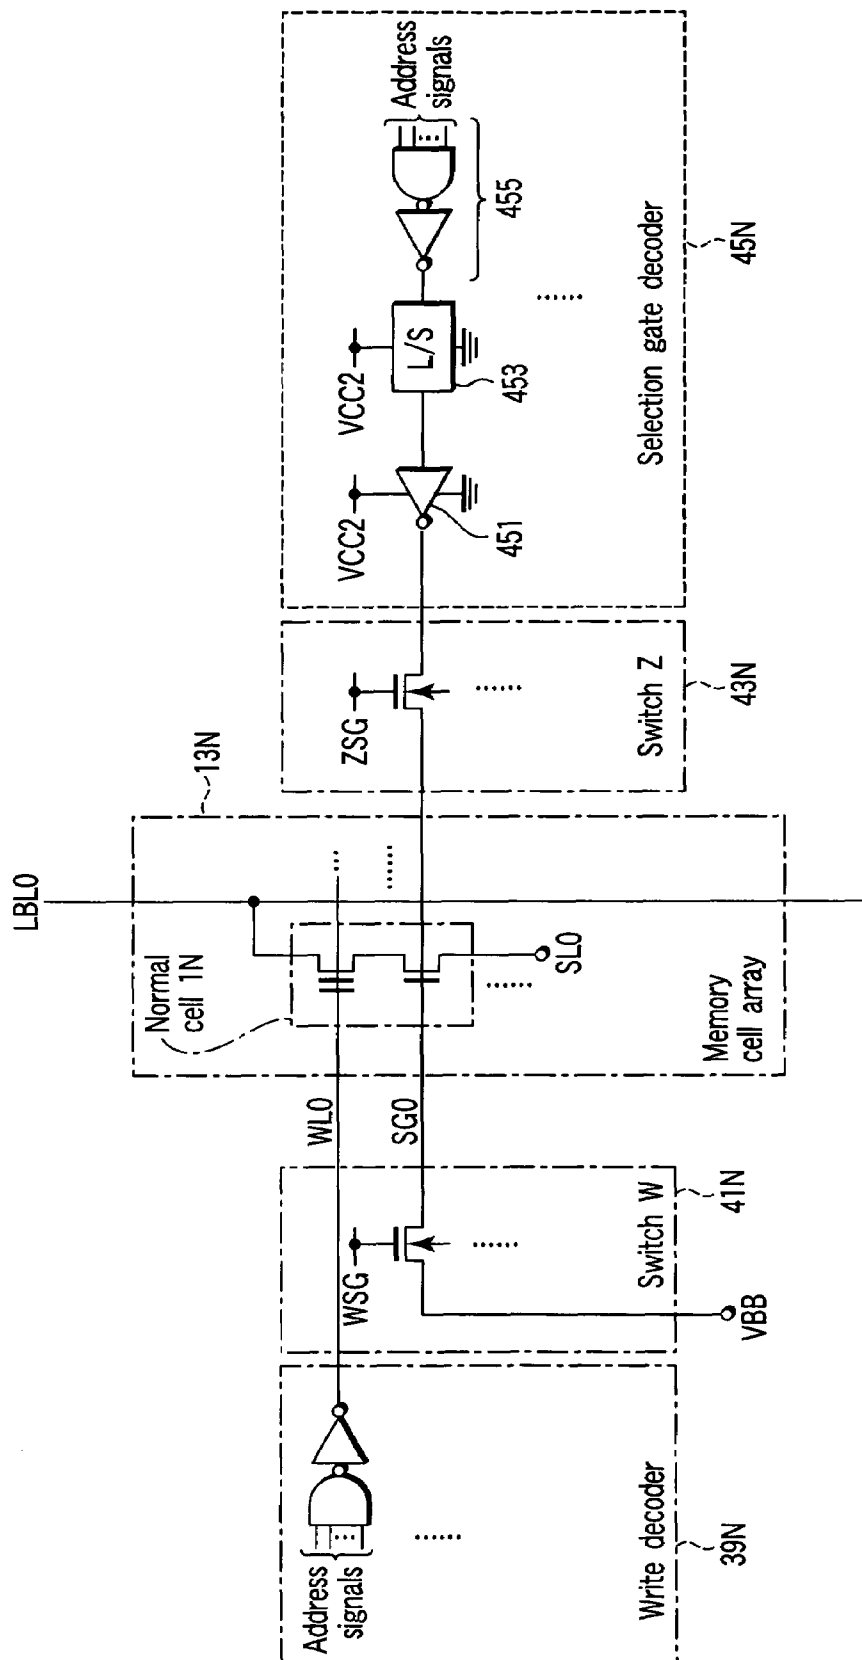 Address
signals
Write decoder
39N
WSG
Switch W
41N
VBB
WL0
SG0
Normal
cell 1N
LBL0
13N
SL0
Memory
cell array
ZSG
Switch Z
43N
VCC2
451
VCC2
L/S
453
455
Address
signals
Selection gate decoder
45N